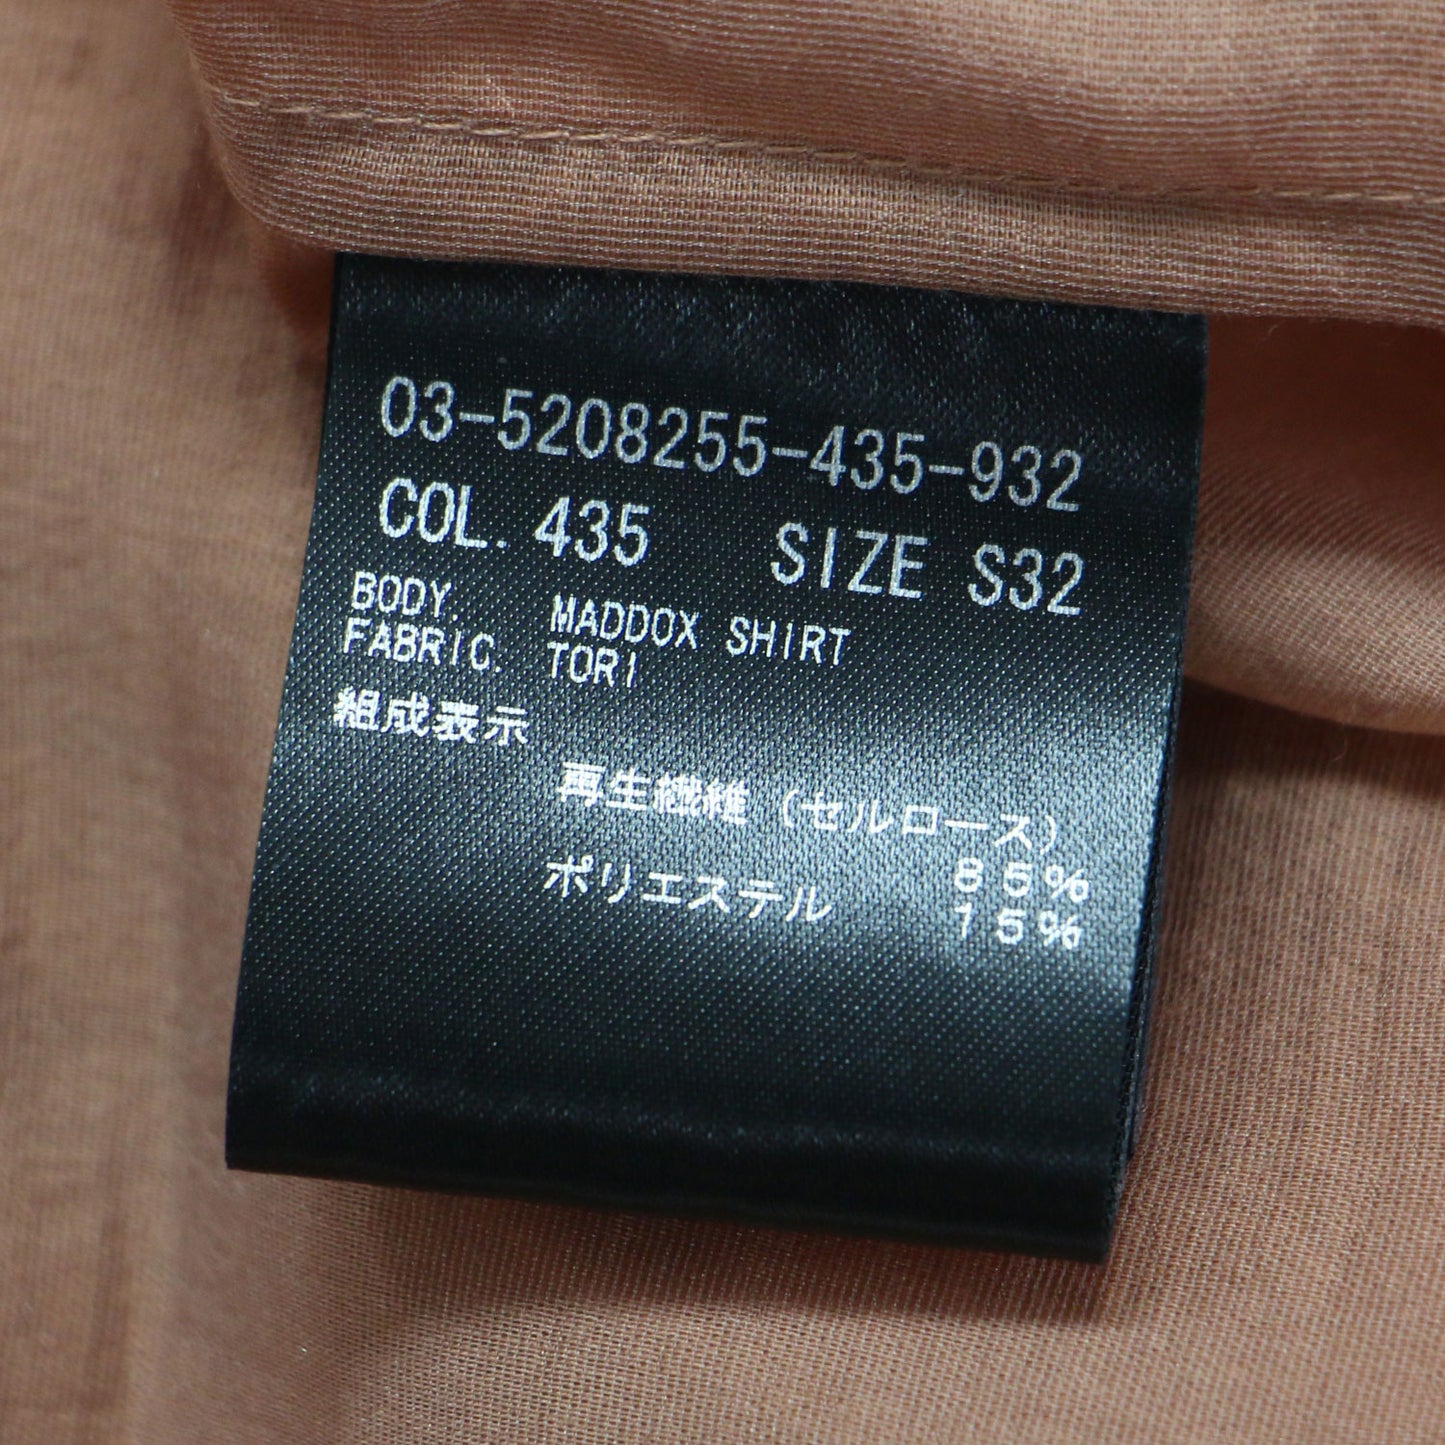 03-5208255-435-932
COL. 435 SIZE S32
BODY. MADDOX SHIRT
FABRIC. TORI
組成表示
再生繊維(セルロース)
85%
ポリエステル 15%